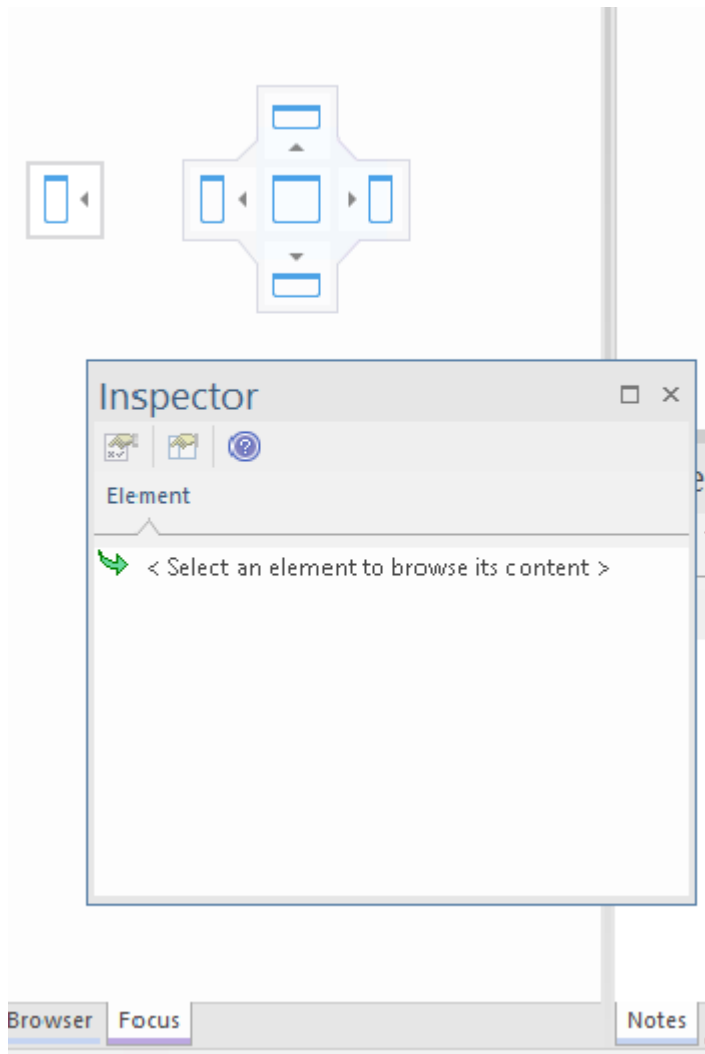 Inspector
Element
< Select an element to browse its content >
Browser Focus Notes